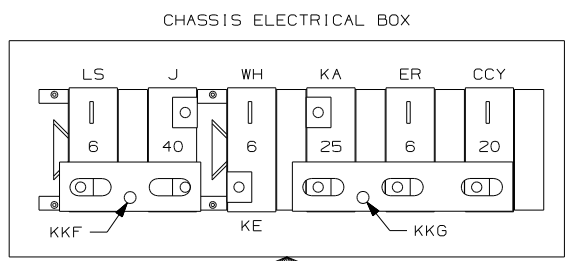 CHASSIS ELECTRICAL BOX
LS J WH KA ER CCY
6 40 6 25 6 20
KKF KE KKG